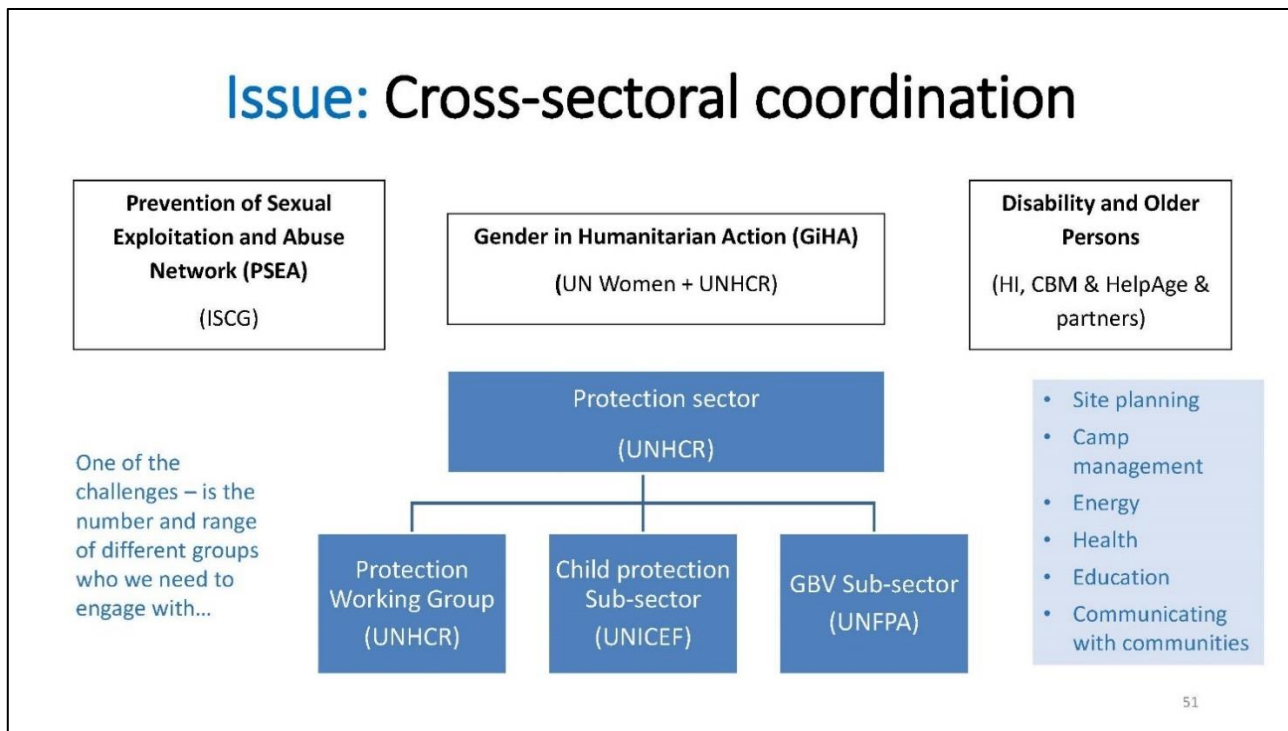 Issue: Cross-sectoral coordination
Prevention of Sexual
Exploitation and Abuse
Network (PSEA)
(ISCG)
Gender in Humanitarian Action (GiHA)
(UN Women + UNHCR)
Disability and Older
Persons
(HI, CBM & HelpAge &
partners)
Protection sector
(UNHCR)
One of the
challenges – is the
number and range
of different groups
who we need to
engage with…
Protection
Working Group
(UNHCR)
Child protection
Sub-sector
(UNICEF)
GBV Sub-sector
(UNFPA)
• Site planning
• Camp
management
• Energy
• Health
• Education
• Communicating
with communities
51